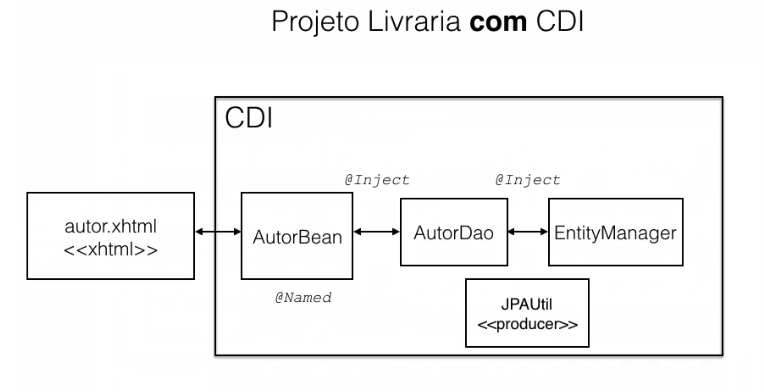 Projeto Livraria com CDI
CDI
@Inject
@Inject
autor.xhtml
<<xhtml>>
AutorBean
AutorDao
EntityManager
@Named
JPAUtil
<<producer>>